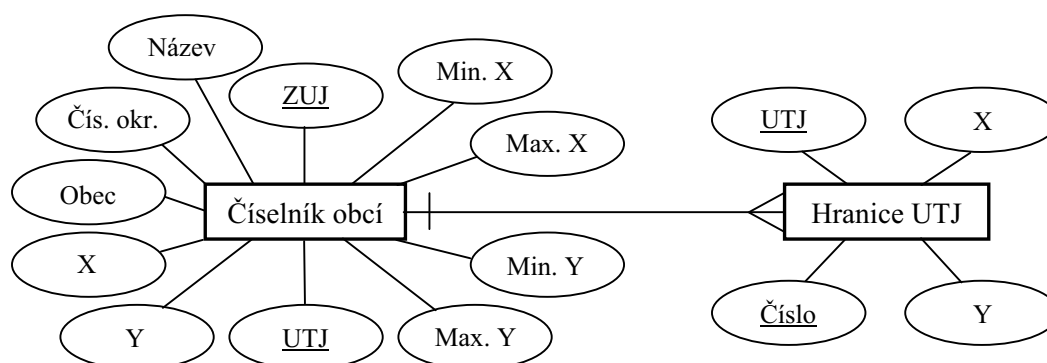 Název
ZUJ
Min. X
Čís. okr.
UTJ
X
Max. X
Obec
Číselník obcí
Hranice UTJ
X
Min. Y
Y
UTJ
Max. Y
Číslo
Y